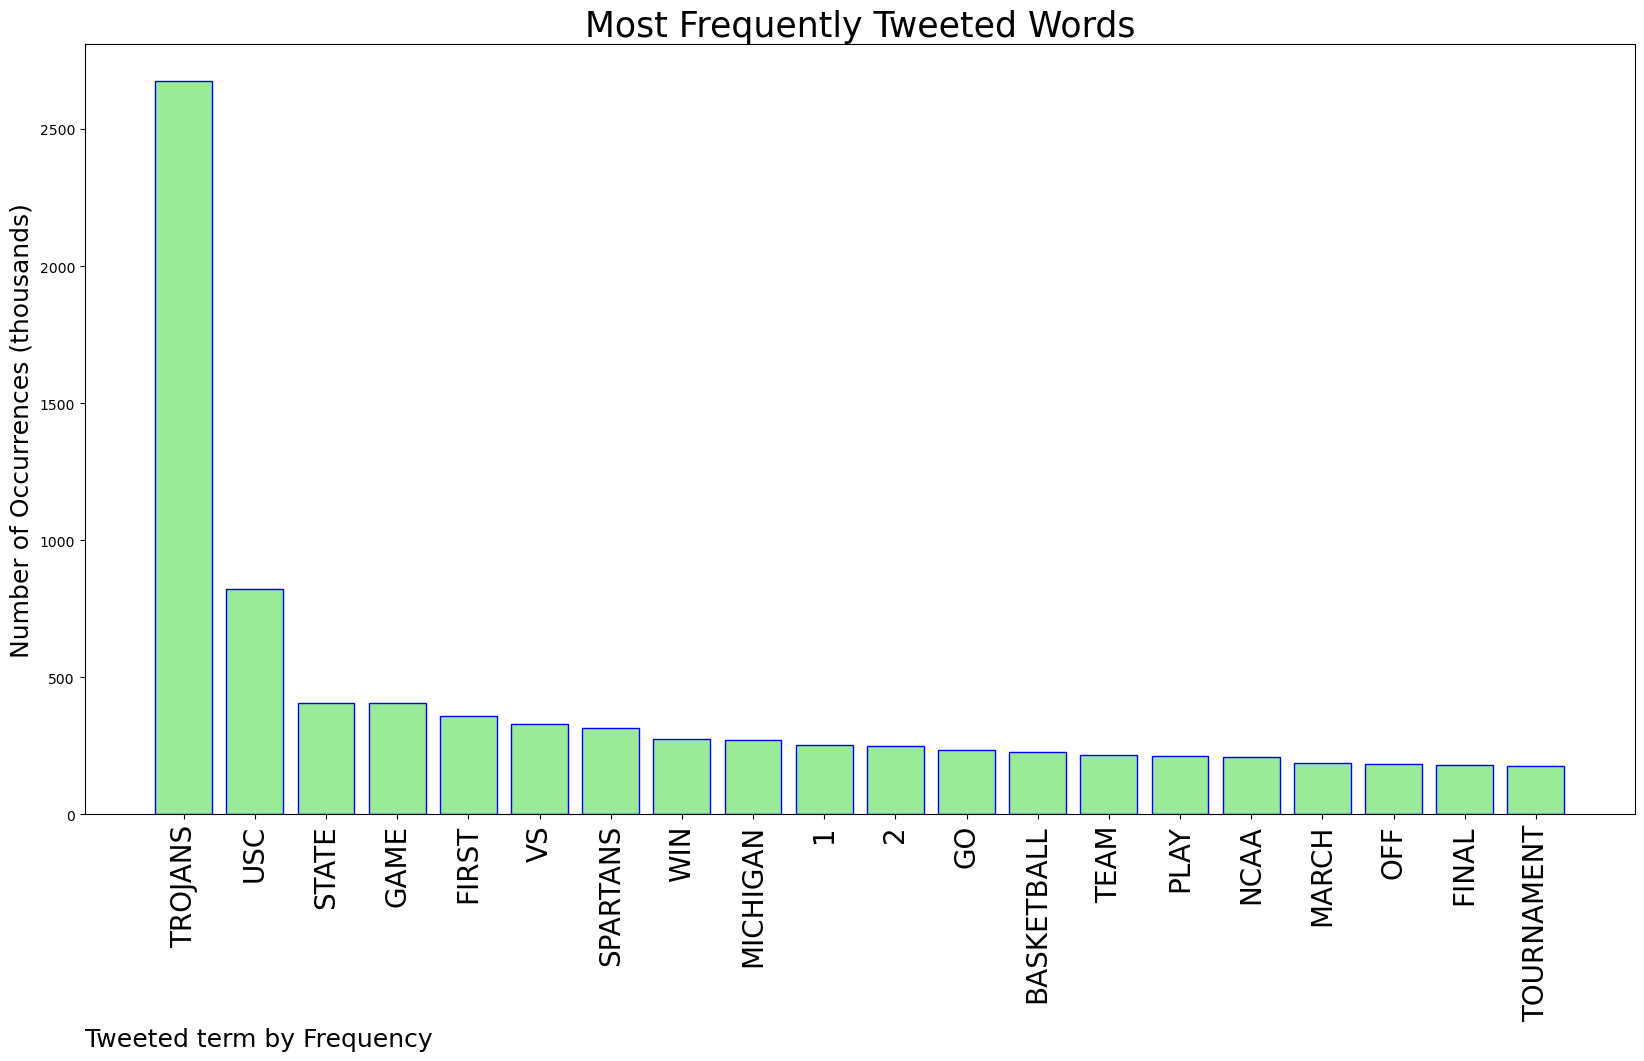 Most Frequently Tweeted Words
Number of Occurrences (thousands)
2500
2000
1500
1000
500
0
TROJANS
USC
STATE
GAME
FIRST
VS
SPARTANS
WIN
MICHIGAN
1
2
GO
BASKETBALL
TEAM
PLAY
NCAA
MARCH
OFF
FINAL
TOURNAMENT
Tweeted term by Frequency